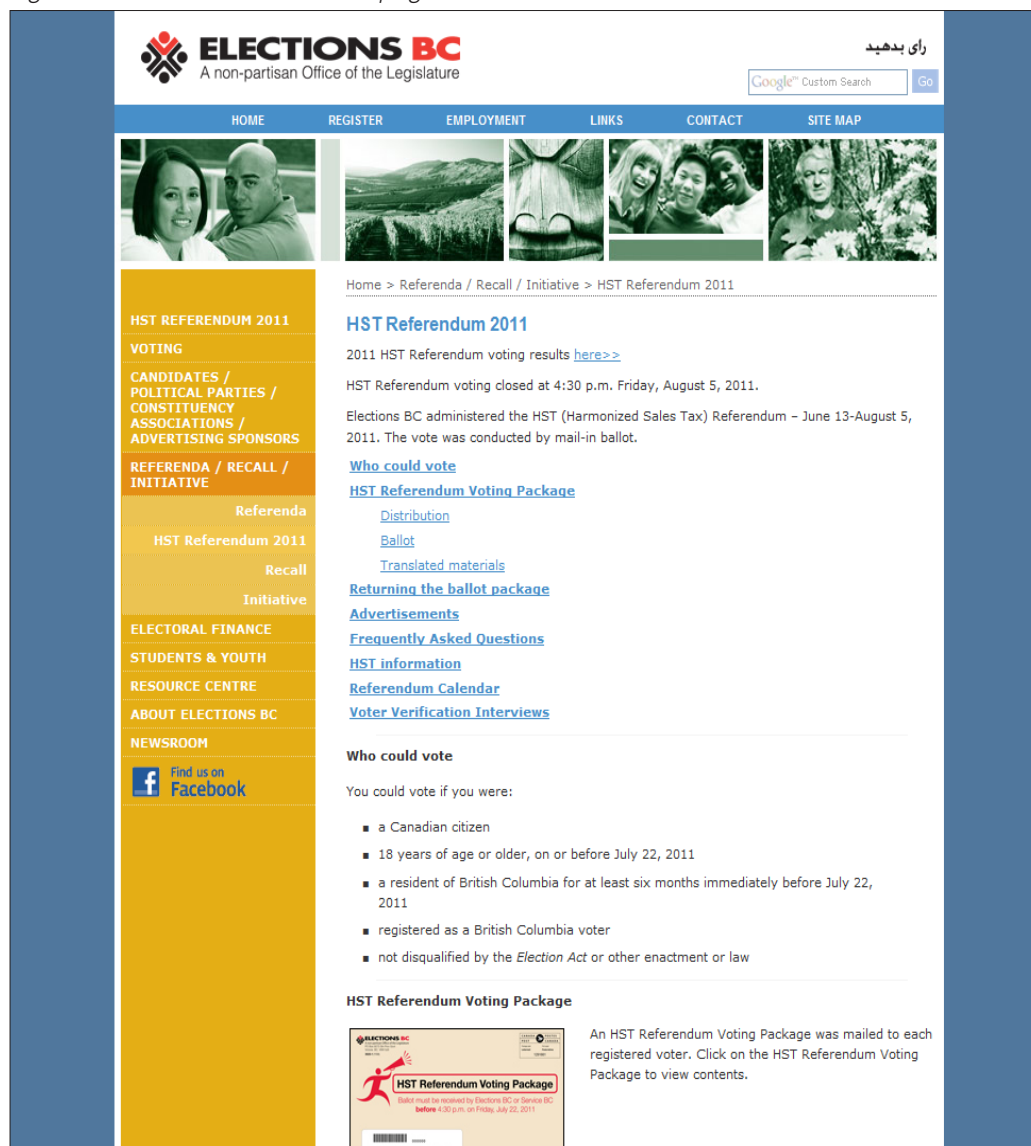 ELECTIONS BC
A non-partisan Office of the Legislature
رای بدهید
Google™ Custom Search
Go
HOME REGISTER EMPLOYMENT LINKS CONTACT SITE MAP
HST REFERENDUM 2011
VOTING
CANDIDATES /
POLITICAL PARTIES /
CONSTITUENCY
ASSOCIATIONS /
ADVERTISING SPONSORS
REFERENDA / RECALL /
INITIATIVE
Referenda
HST Referendum 2011
Recall
Initiative
ELECTORAL FINANCE
STUDENTS & YOUTH
RESOURCE CENTRE
ABOUT ELECTIONS BC
NEWSROOM
Find us on
Facebook
Home > Referenda / Recall / Initiative > HST Referendum 2011
HST Referendum 2011
2011 HST Referendum voting results here>>
HST Referendum voting closed at 4:30 p.m. Friday, August 5, 2011.
Elections BC administered the HST (Harmonized Sales Tax) Referendum – June 13-August 5,
2011. The vote was conducted by mail-in ballot.
Who could vote
HST Referendum Voting Package
Distribution
Ballot
Translated materials
Returning the ballot package
Advertisements
Frequently Asked Questions
HST information
Referendum Calendar
Voter Verification Interviews
Who could vote
You could vote if you were:
▪ a Canadian citizen
▪ 18 years of age or older, on or before July 22, 2011
▪ a resident of British Columbia for at least six months immediately before July 22,
2011
▪ registered as a British Columbia voter
▪ not disqualified by the Election Act or other enactment or law
HST Referendum Voting Package
ELECTIONS BC
HST Referendum Voting Package
Ballot must be received by Elections BC or Service BC
before 4:30 p.m. on Friday, July 22, 2011
An HST Referendum Voting Package was mailed to each
registered voter. Click on the HST Referendum Voting
Package to view contents.